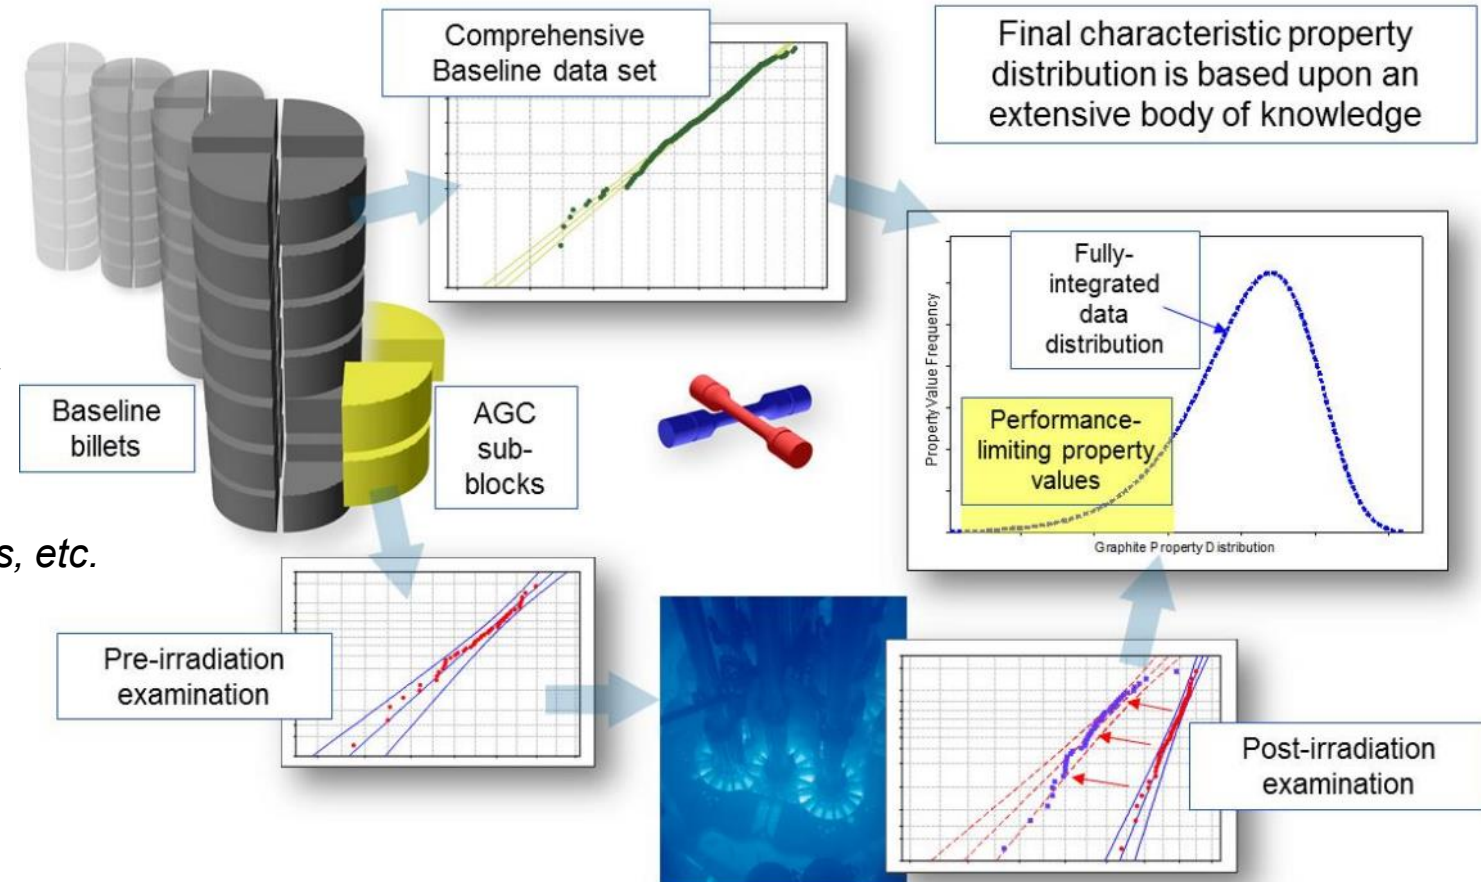 Comprehensive
Baseline data set
Final characteristic property
distribution is based upon an
extensive body of knowledge
Fully-
integrated
data
distribution
Property Value Frequency
Performance-
limiting property
values
Graphite Property Distribution
Baseline
billets
AGC
sub-
blocks
s, etc.
Pre-irradiation
examination
Post-irradiation
examination